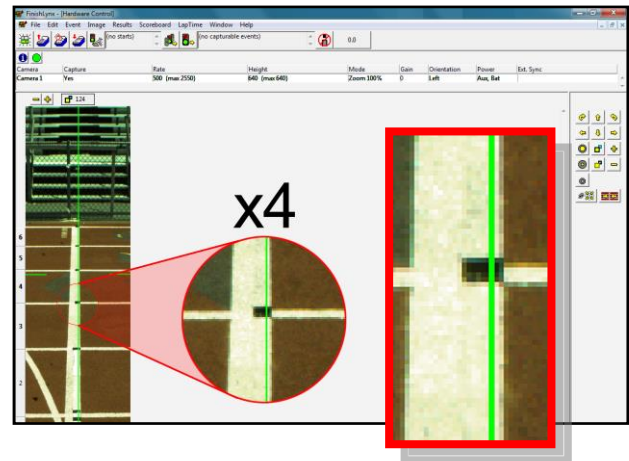 FinishLynx - [Hardware Control]
File Edit Event Image Results Scoreboard LapTime Window Help
(no starts)
(no capturable events)
0.0
Camera Capture Rate Height Mode Gain Orientation Power Ext. Sync
Camera 1 Yes 500 (max 2550) 640 (max 640) Zoom 100% 0 Left Aux, Bat
124
x4
6
5
4
3
2